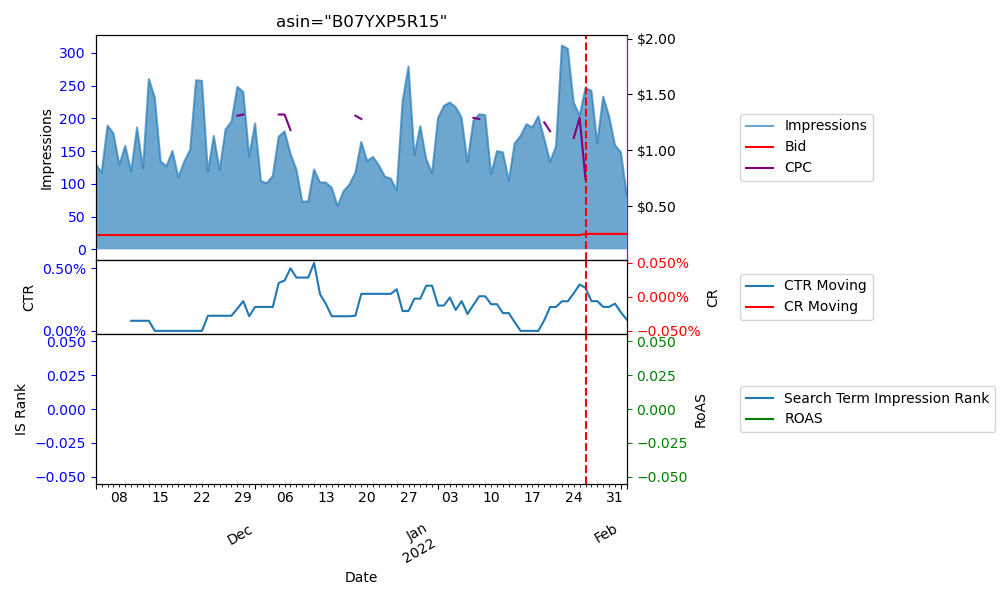 asin="B07YXP5R15"
300
250
200
150
100
50
0
Impressions
$2.00
$1.50
$1.00
$0.50
Impressions
Bid
CPC
0.50%
0.00%
CTR
0.050%
0.000%
−0.050%
CR
CTR Moving
CR Moving
0.050
0.025
0.000
−0.025
−0.050
IS Rank
0.050
0.025
0.000
−0.025
−0.050
RoAS
Search Term Impression Rank
ROAS
08 15 22 29 06 13 20 27 03 10 17 24 31
Dec Jan Feb
2022
Date